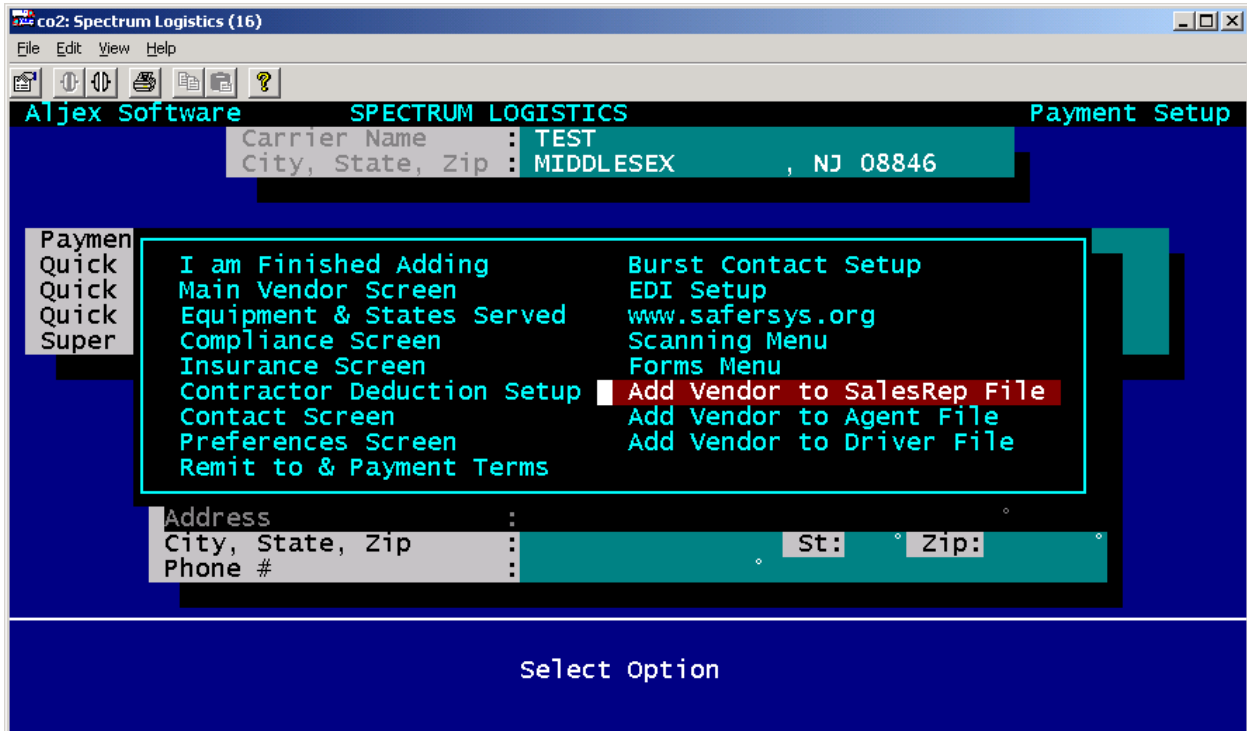 co2: Spectrum Logistics (16)
File Edit View Help
Aljex Software SPECTRUM LOGISTICS Payment Setup
Carrier Name : TEST
City, State, Zip : MIDDLESEX , NJ 08846
Paymen
Quick I am Finished Adding Burst Contact Setup
Quick Main Vendor Screen EDI Setup
Quick Equipment & States Served www.safersys.org
Super Compliance Screen Scanning Menu
Insurance Screen Forms Menu
Contractor Deduction Setup Add Vendor to SalesRep File
Contact Screen Add Vendor to Agent File
Preferences Screen Add Vendor to Driver File
Remit to & Payment Terms
Address :
City, State, Zip : St: Zip:
Phone # :
Select Option